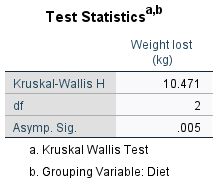 Test Statisticsa,b
Weight lost
(kg)
Kruskal-Wallis H 10.471
df 2
Asymp. Sig. .005
a. Kruskal Wallis Test
b. Grouping Variable: Diet